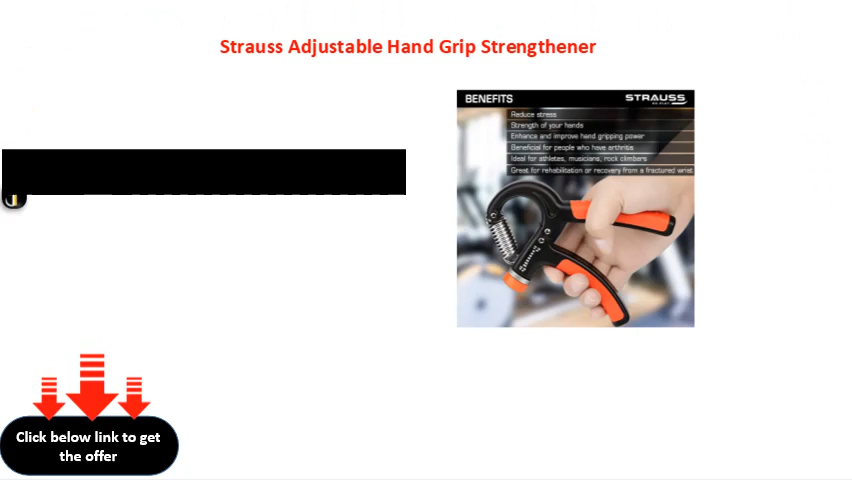 Strauss Adjustable Hand Grip Strengthener
BENEFITS
STRAUSS
Reduce stress
Strength of your hands
Enhance and improve hand gripping power
Beneficial for people who have arthritis
Ideal for athletes, musicians, rock climbers
Great for rehabilitation or recovery from a fractured wrist
Click below link to get
the offer